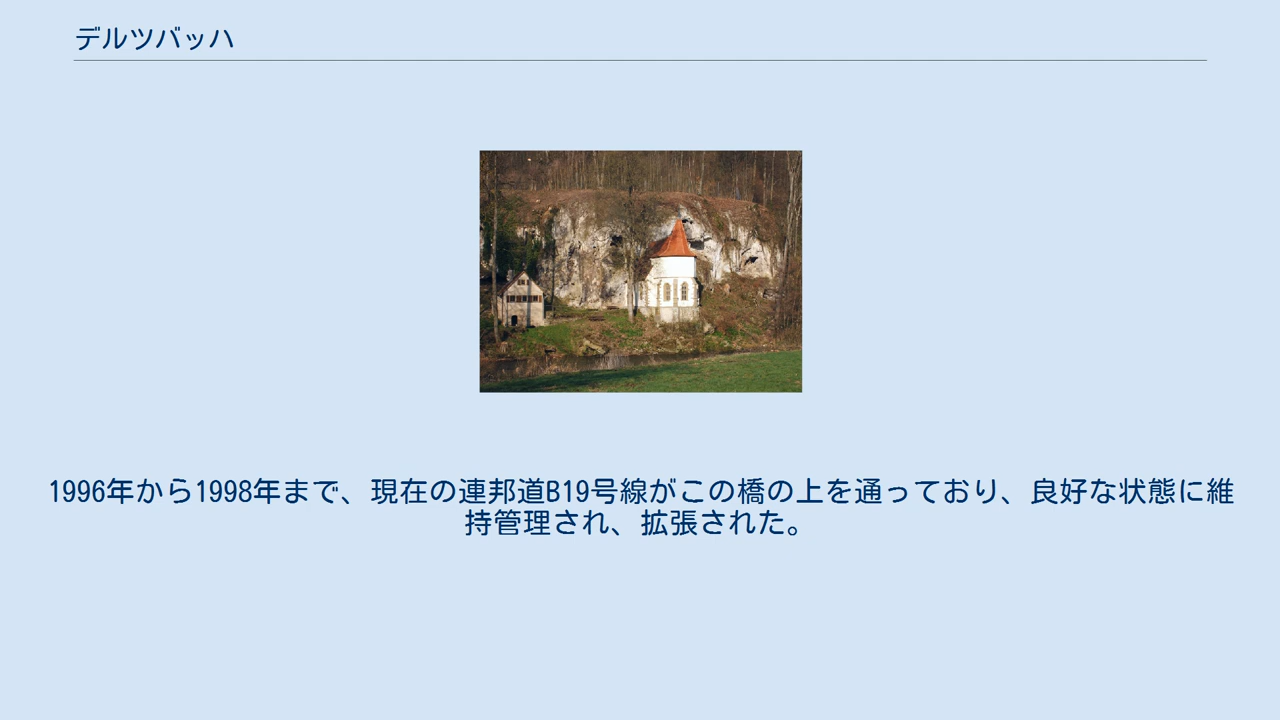 デルツバッハ
1996年から1998年まで、現在の連邦道B19号線がこの橋の上を通っており、良好な状態に維
持管理され、拡張された。